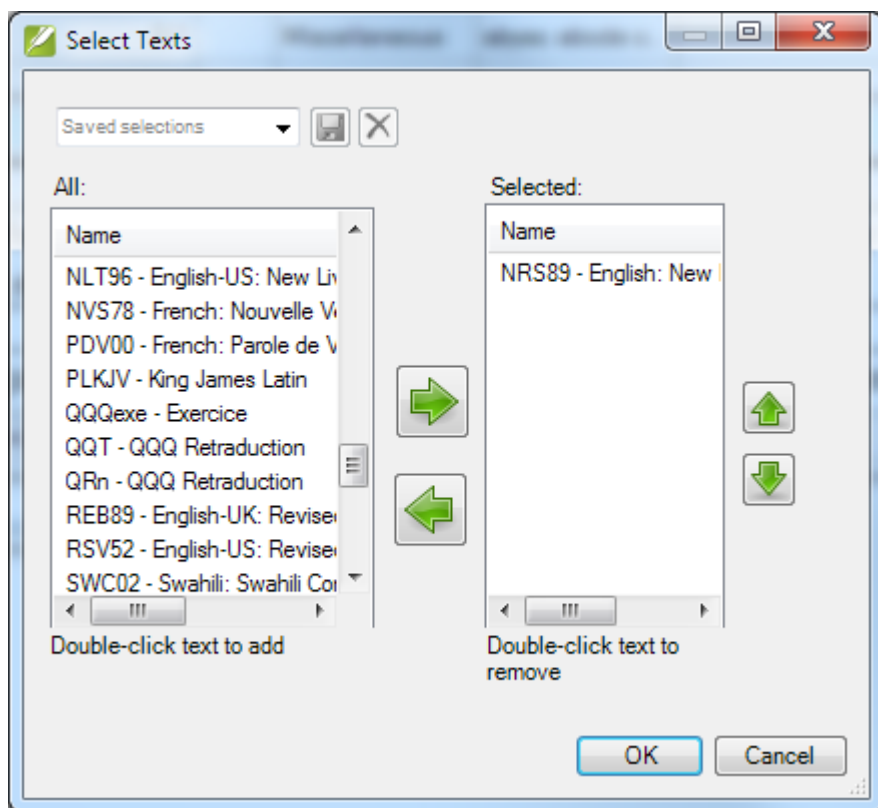 Select Texts
Saved selections
All:
Selected:
Name
NLT96 - English-US: New Liv
NVS78 - French: Nouvelle V
PDV00 - French: Parole de V
PLKJV - King James Latin
QQQexe - Exercice
QQT - QQQ Retraduction
QRn - QQQ Retraduction
REB89 - English-UK: Revise
RSV52 - English-US: Revise
SWC02 - Swahili: Swahili Co
Double-click text to add
Name
NRS89 - English: New
Double-click text to
remove
OK
Cancel